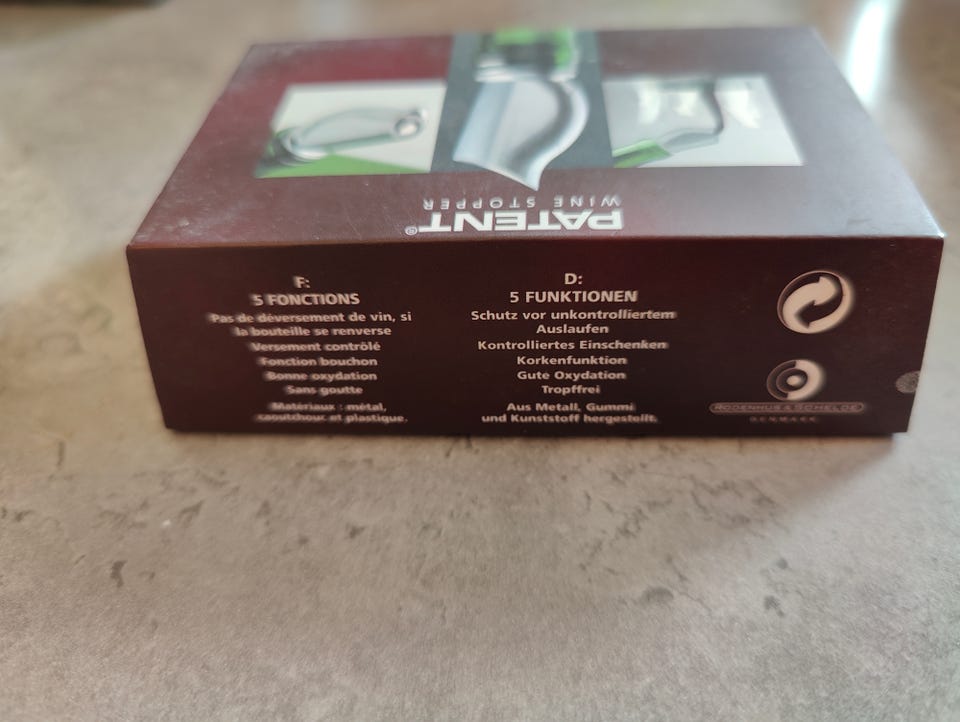 PATENT®
WINE STOPPER
F:
5 FONCTIONS
Pas de déversement de vin, si
la bouteille se renverse
Versement contrôlé
Fonction bouchon
Bonne oxydation
Sans goutte
Matériaux : métal,
caoutchouc et plastique.
D:
5 FUNKTIONEN
Schutz vor unkontrolliertem
Auslaufen
Kontrolliertes Einschenken
Korkenfunktion
Gute Oxydation
Tropffrei
Aus Metall, Gummi
und Kunststoff hergestellt.
RODENHUS & SCHELDE
DENMARK